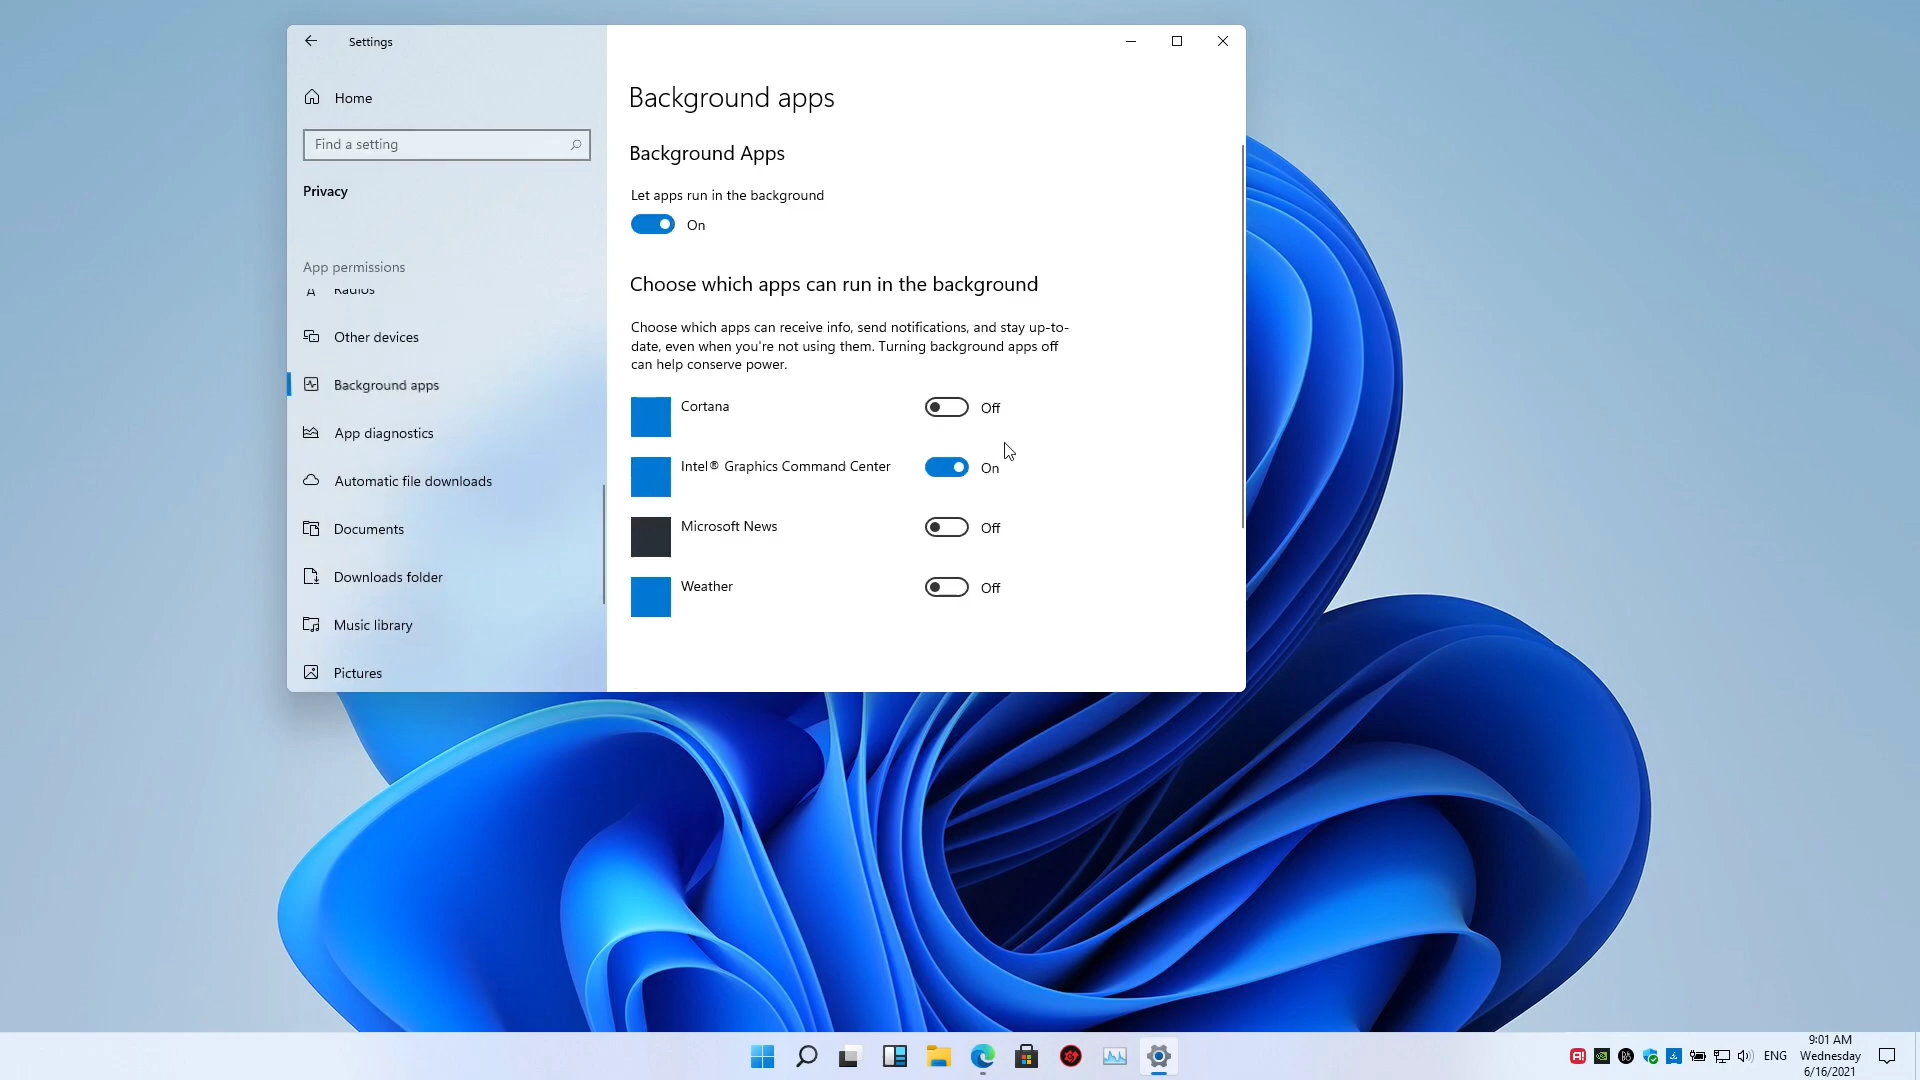 Settings
Home
Find a setting
Privacy
App permissions
Radios
Other devices
Background apps
App diagnostics
Automatic file downloads
Documents
Downloads folder
Music library
Pictures
Background apps
Background Apps
Let apps run in the background
On
Choose which apps can run in the background
Choose which apps can receive info, send notifications, and stay up-to-
date, even when you're not using them. Turning background apps off
can help conserve power.
Cortana
Off
Intel® Graphics Command Center
On
Microsoft News
Off
Weather
Off
ENG
9:01 AM
Wednesday
6/16/2021